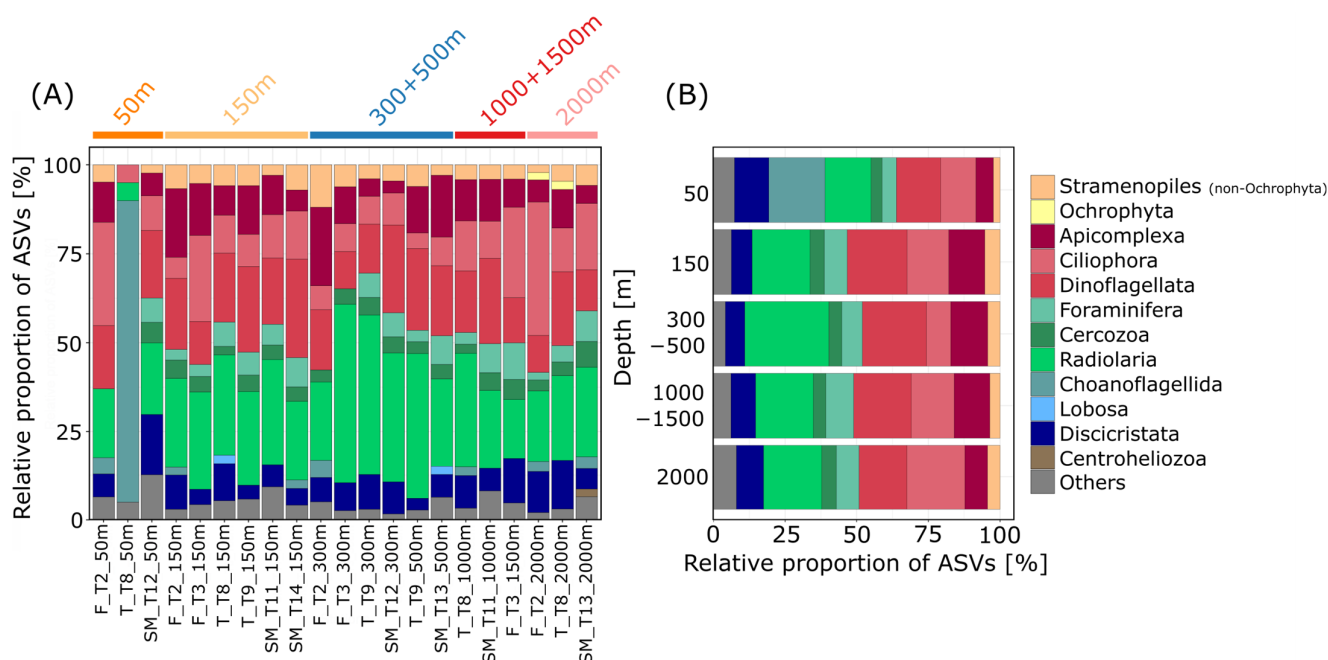 (A)
50m
150m
300+500m
1000+1500m
2000m
Relative proportion of ASVs [%]
100
75
50
25
0
F_T2_50m
T_T8_50m
SM_T12_50m
F_T2_150m
F_T3_150m
T_T8_150m
T_T9_150m
SM_T11_150m
SM_T14_150m
F_T2_300m
F_T3_300m
T_T9_300m
SM_T12_300m
T_T9_500m
SM_T13_500m
T_T8_1000m
SM_T11_1000m
F_T3_1500m
F_T2_2000m
T_T8_2000m
SM_T13_2000m
(B)
Depth [m]
50
150
300
−500
1000
−1500
2000
0
25
50
75
100
Relative proportion of ASVs [%]
Stramenopiles (non-Ochrophyta)
Ochrophyta
Apicomplexa
Ciliophora
Dinoflagellata
Foraminifera
Cercozoa
Radiolaria
Choanoflagellida
Lobosa
Discicristata
Centroheliozoa
Others